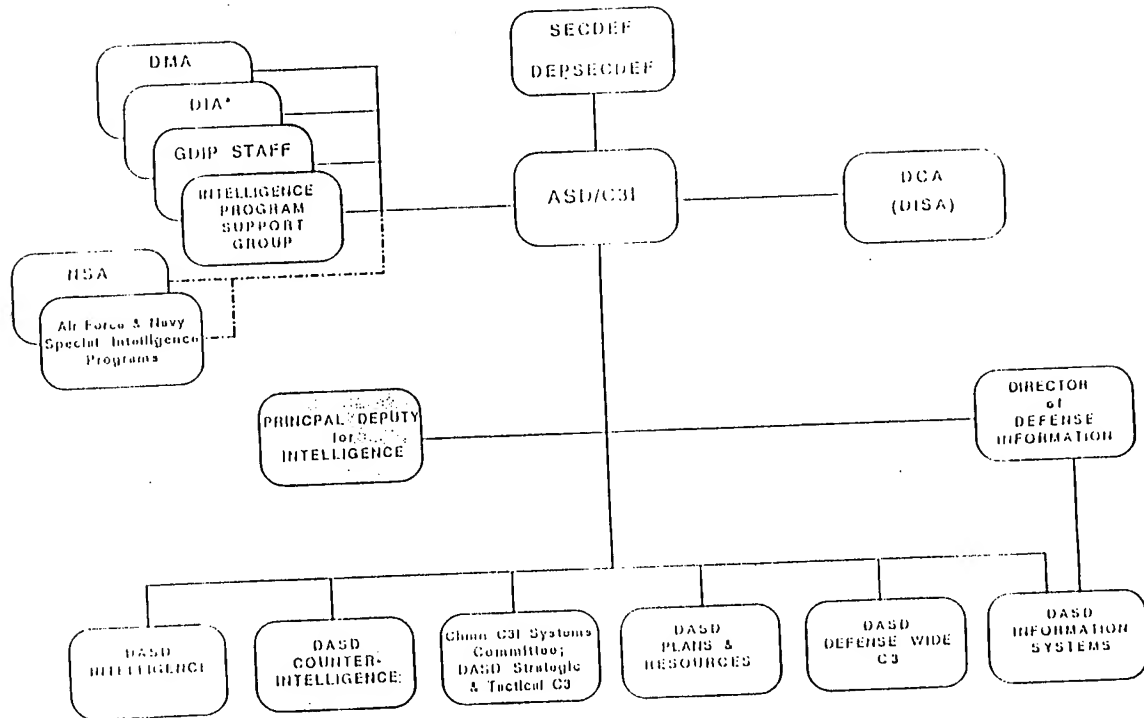 SECDEF
DEPSECDEF
DMA
DIA*
GDIP STAFF
INTELLIGENCE
PROGRAM
SUPPORT
GROUP
ASD/C3I
DCA
(DISA)
NSA
Air Force & Navy
Special Intelligence
Programs
PRINCPAL DEPUTY
for
INTELLIGENCE
DIRECTOR
of
DEFENSE
INFORMATION
DASD
INTELLIGENCE
DASD
COUNTER-
INTELLIGENCE
Chmn C3I Systems
Committee;
DASD Strategic
& Tactical C3
DASD
PLANS &
RESOURCES
DASD
DEFENSE WIDE
C3
DASD
INFORMATION
SYSTEMS